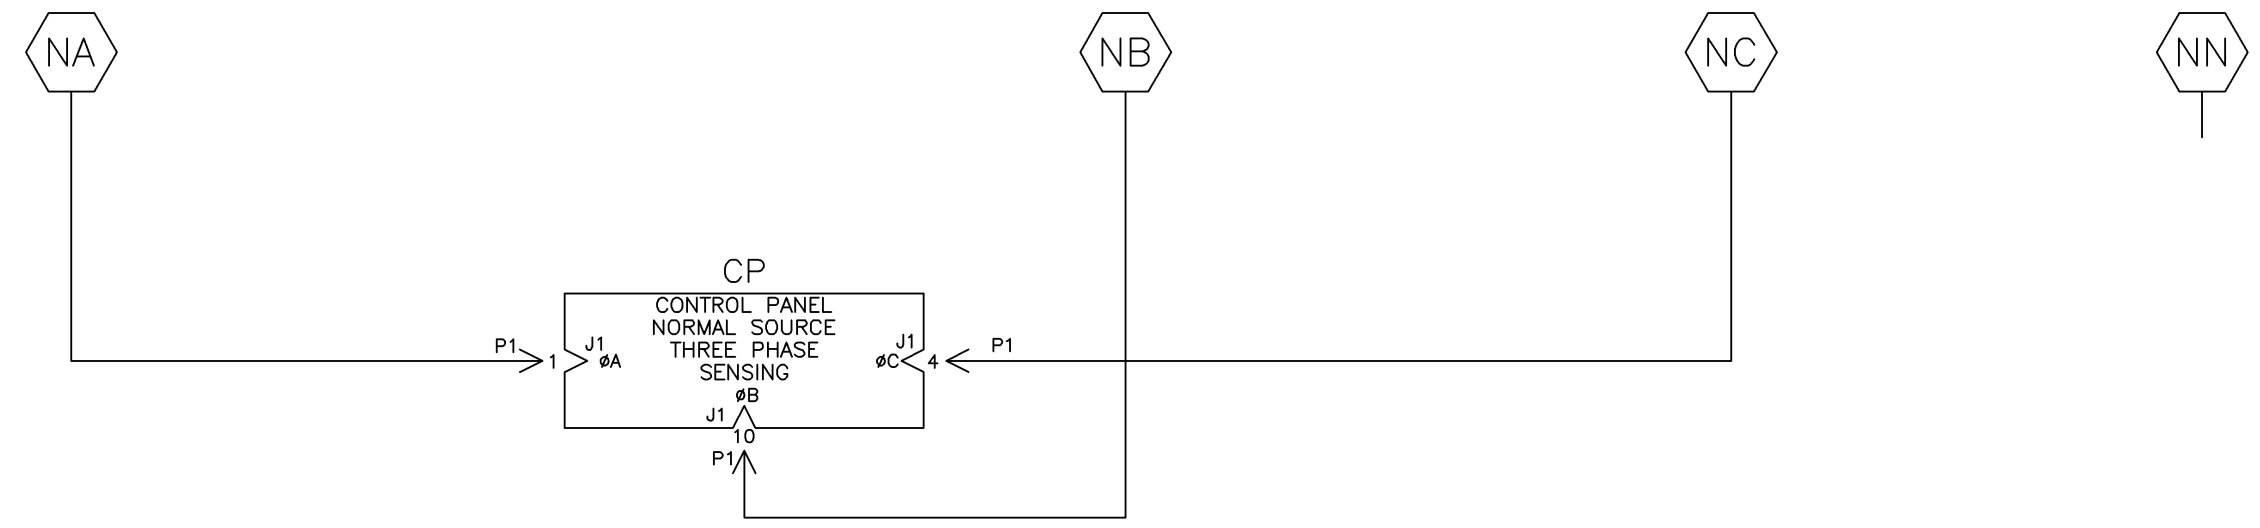 NA
NB
NC
NN
CP
CONTROL PANEL
NORMAL SOURCE
THREE PHASE
SENSING
P1
1
J1
øA
øC
J1
4
P1
øB
J1
10
P1